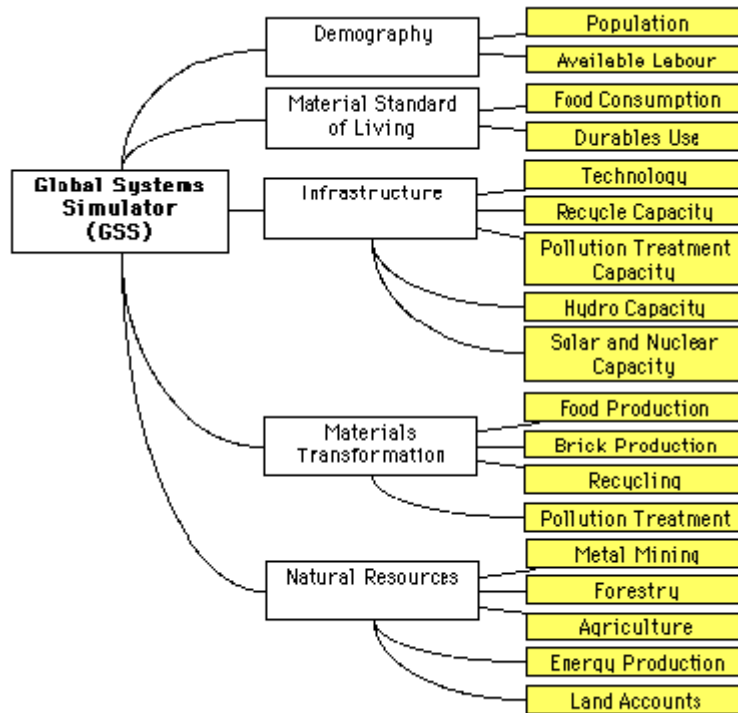 Demography
Population
Available Labour
Material Standard
of Living
Food Consumption
Durables Use
Global Systems
Simulator
(GSS)
Infrastructure
Technology
Recycle Capacity
Pollution Treatment
Capacity
Hydro Capacity
Solar and Nuclear
Capacity
Materials
Transformation
Food Production
Brick Production
Recycling
Pollution Treatment
Natural Resources
Metal Mining
Forestry
Agriculture
Energy Production
Land Accounts